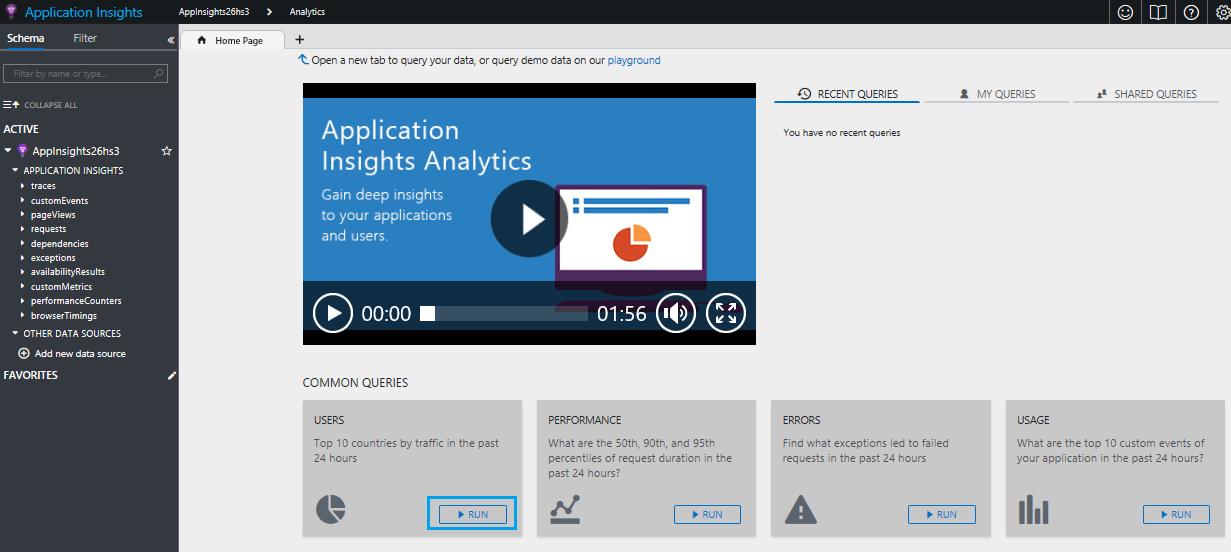 Application Insights
AppInsights26hs3
Analytics
Schema
Filter
Home Page
Filter by name or type...
COLLAPSE ALL
ACTIVE
AppInsights26hs3
APPLICATION INSIGHTS
traces
customEvents
pageViews
requests
dependencies
exceptions
availabilityResults
customMetrics
performanceCounters
browserTimings
OTHER DATA SOURCES
Add new data source
FAVORITES
Open a new tab to query your data, or query demo data on our playground
Application
Insights Analytics
Gain deep insights
to your applications
and users.
00:00
01:56
RECENT QUERIES
MY QUERIES
SHARED QUERIES
You have no recent queries
COMMON QUERIES
USERS
Top 10 countries by traffic in the past
24 hours
RUN
PERFORMANCE
What are the 50th, 90th, and 95th
percentiles of request duration in the
past 24 hours?
RUN
ERRORS
Find what exceptions led to failed
requests in the past 24 hours
RUN
USAGE
What are the top 10 custom events of
your application in the past 24 hours?
RUN